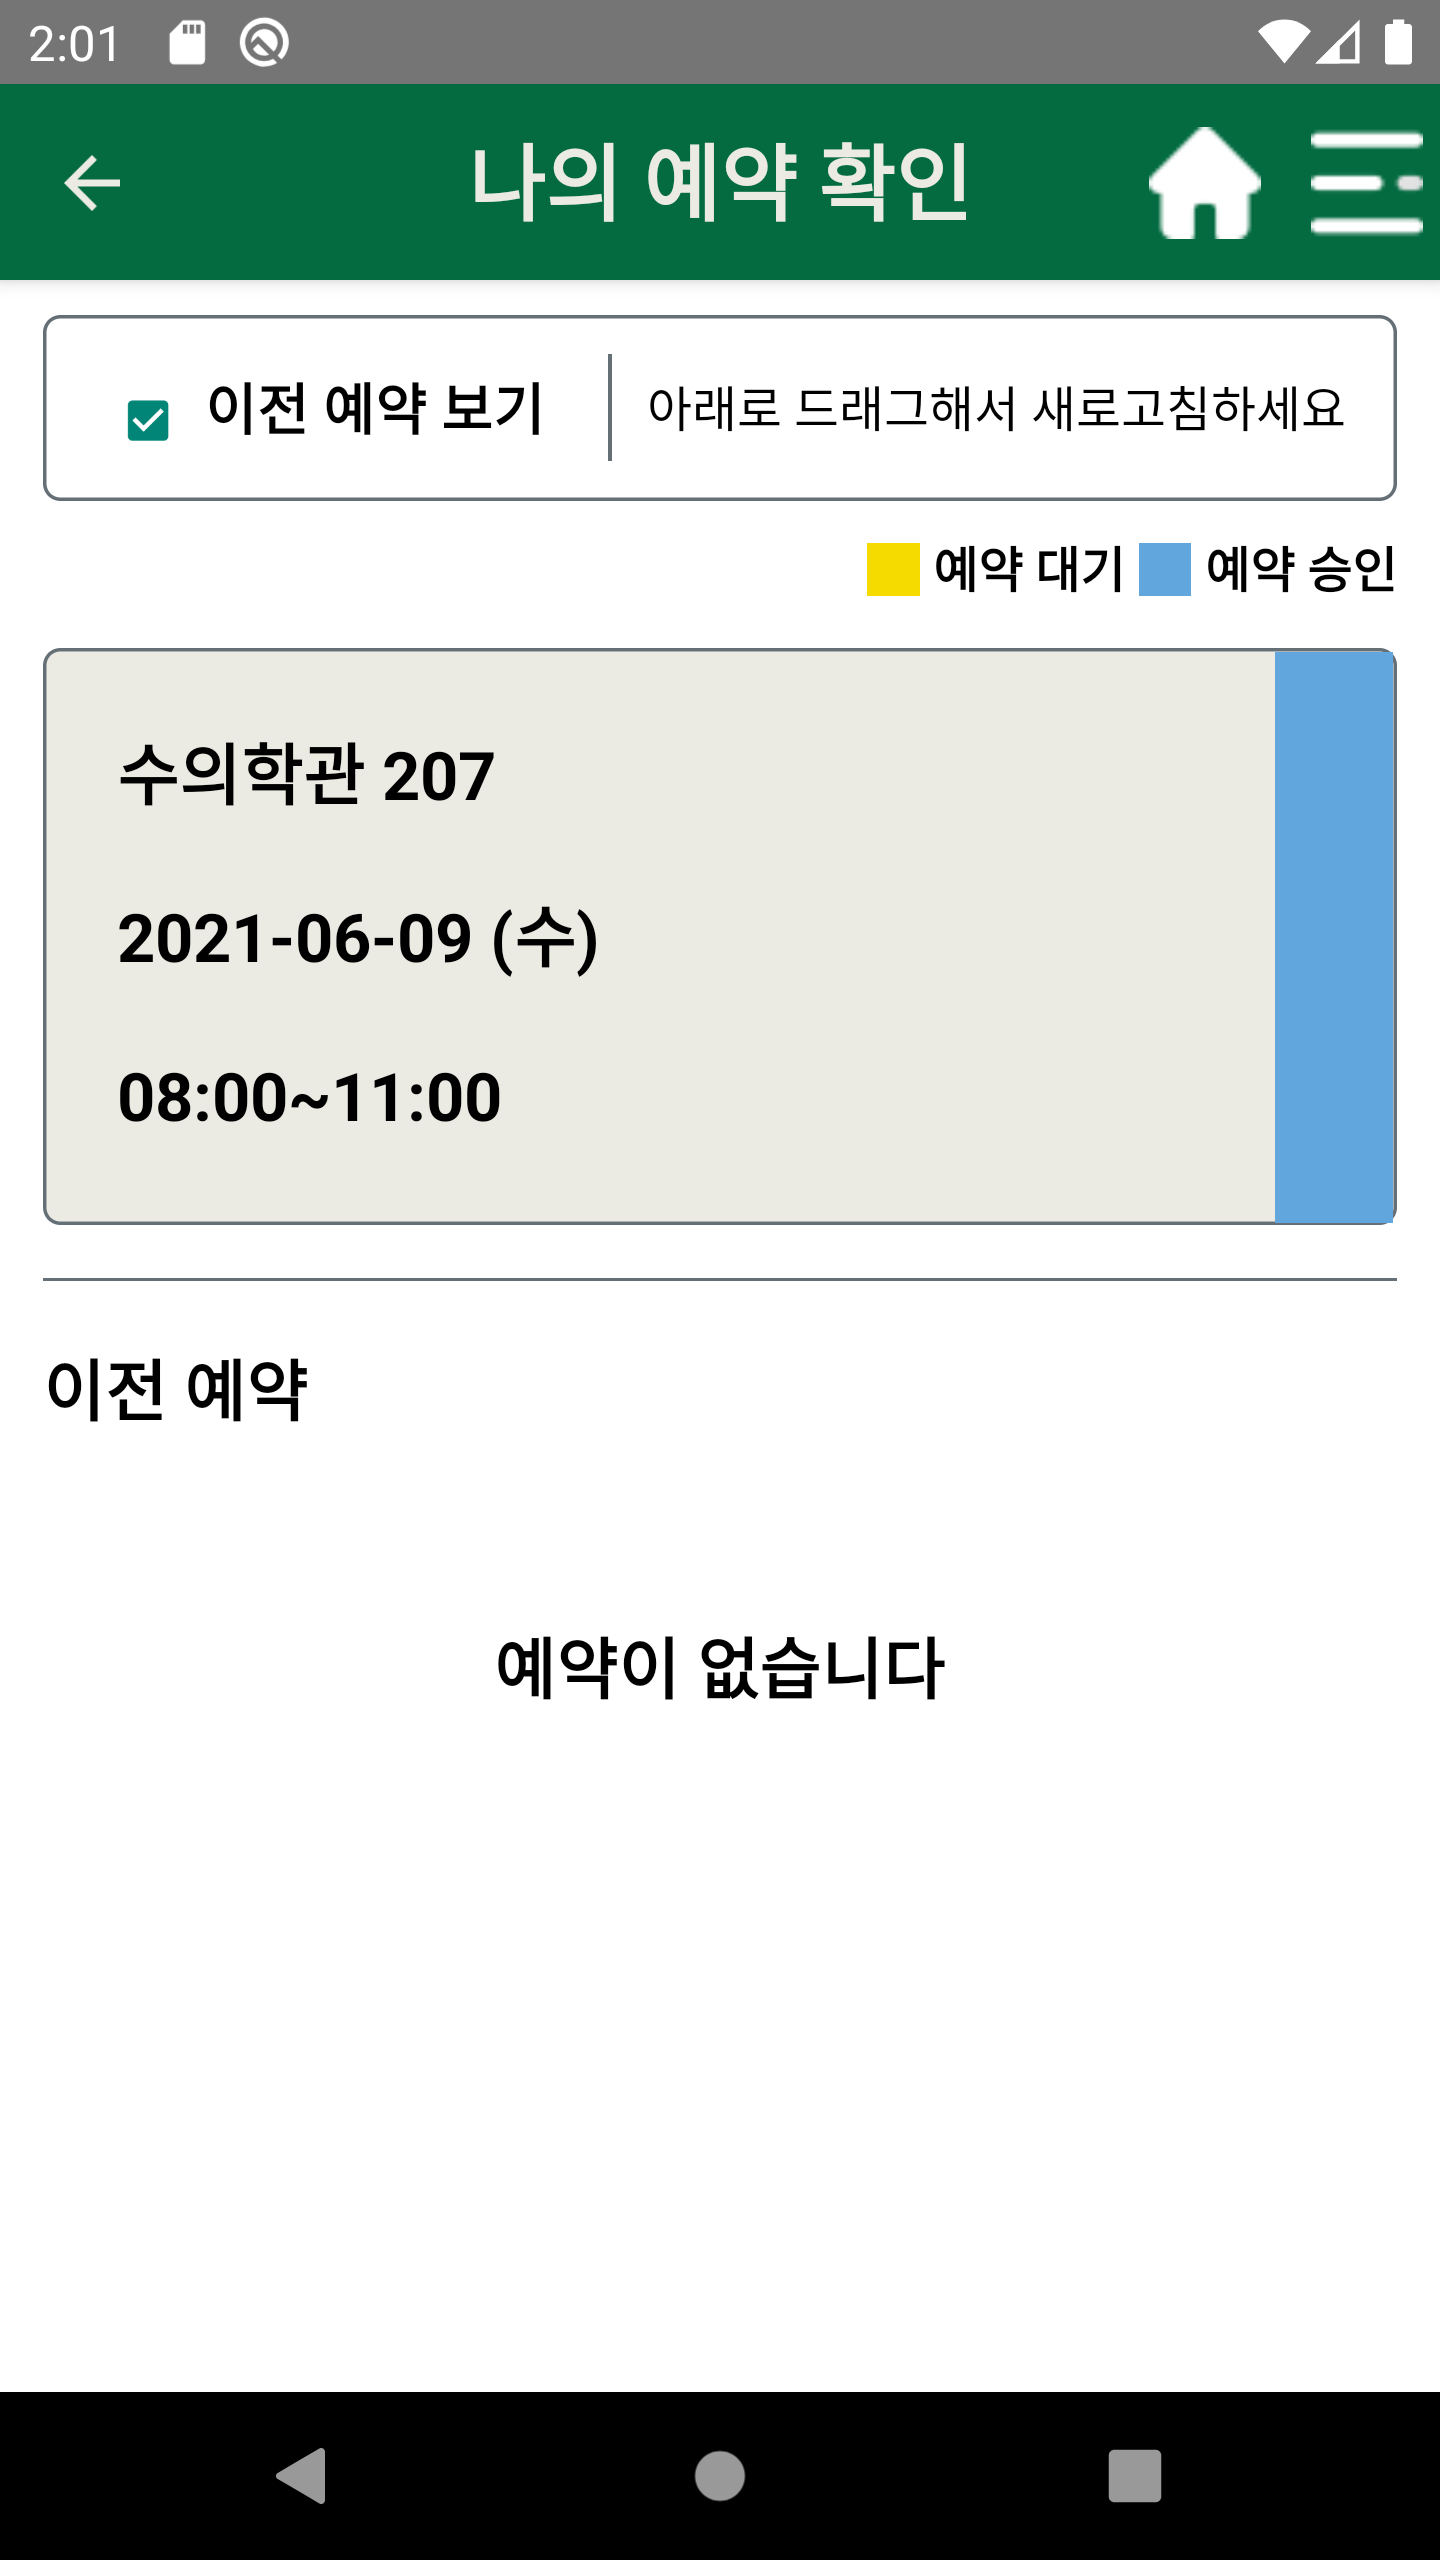 2:01
나의 예약 확인
이전 예약 보기
아래로 드래그해서 새로고침하세요
예약 대기 예약 승인
수의학관 207
2021-06-09 (수)
08:00~11:00
이전 예약
예약이 없습니다